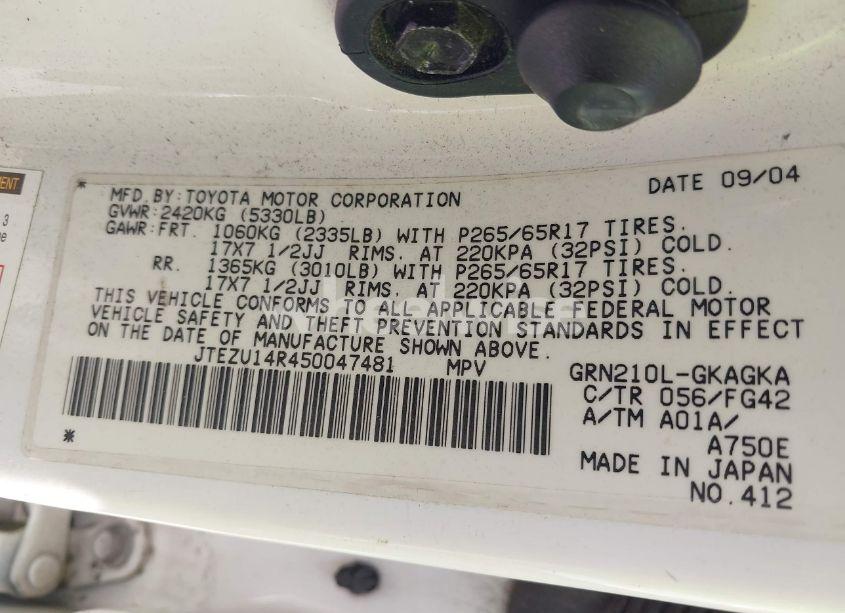 MENT
3
* MFD.BY:TOYOTA MOTOR CORPORATION DATE 09/04
GVWR:2420KG (5330LB)
GAWR:FRT. 1060KG (2335LB) WITH P265/65R17 TIRES.
17X7 1/2JJ RIMS. AT 220KPA (32PSI) COLD.
RR. 1365KG (3010LB) WITH P265/65R17 TIRES.
17X7 1/2JJ RIMS. AT 220KPA (32PSI) COLD.
THIS VEHICLE CONFORMS TO ALL APPLICABLE FEDERAL MOTOR
VEHICLE SAFETY AND THEFT PREVENTION STANDARDS IN EFFECT
ON THE DATE OF MANUFACTURE SHOWN ABOVE.
JTEZU14R450047481 MPV GRN210L-GKAGKA
C/TR 056/FG42
A/TM A01A/
A750E
* MADE IN JAPAN
NO.412